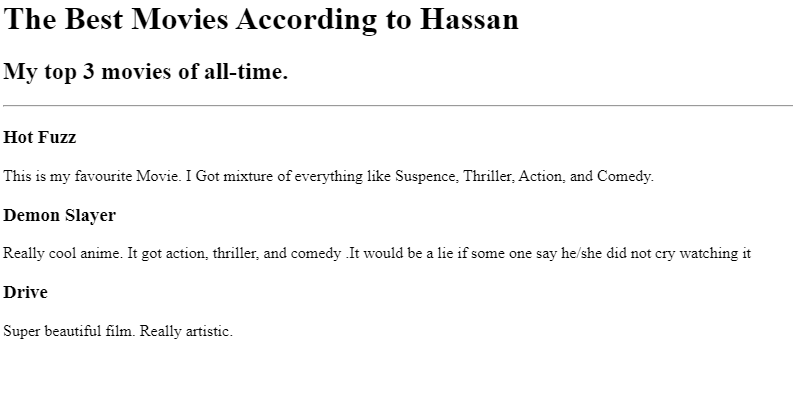 The Best Movies According to Hassan
My top 3 movies of all-time.
Hot Fuzz
This is my favourite Movie. I Got mixture of everything like Suspence, Thriller, Action, and Comedy.
Demon Slayer
Really cool anime. It got action, thriller, and comedy .It would be a lie if some one say he/she did not cry watching it
Drive
Super beautiful film. Really artistic.